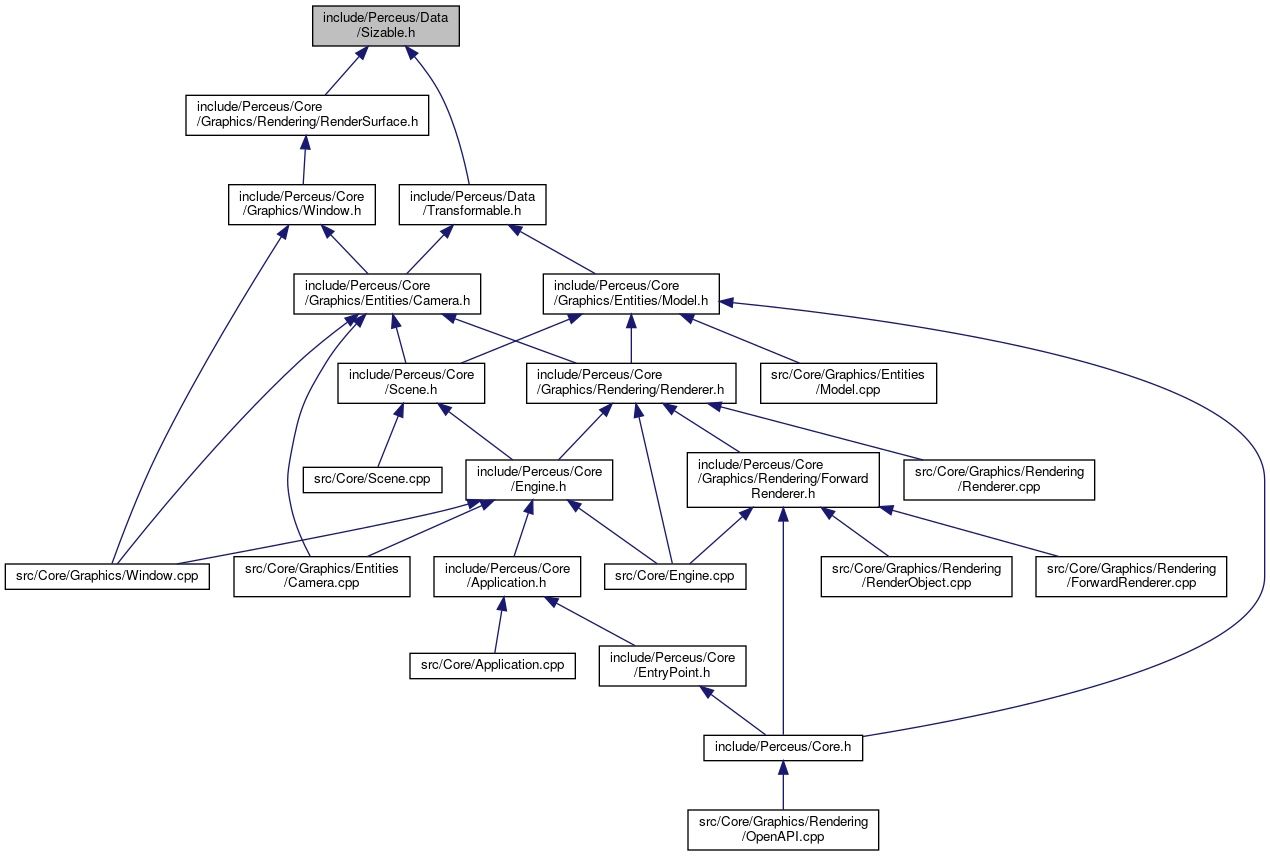 include/Perceus/Data
/Sizable.h
include/Perceus/Core
/Graphics/Rendering/RenderSurface.h
include/Perceus/Core
/Graphics/Window.h
include/Perceus/Data
/Transformable.h
include/Perceus/Core
/Graphics/Entities/Camera.h
include/Perceus/Core
/Graphics/Entities/Model.h
include/Perceus/Core
/Scene.h
include/Perceus/Core
/Graphics/Rendering/Renderer.h
src/Core/Graphics/Entities
/Model.cpp
src/Core/Scene.cpp
include/Perceus/Core
/Engine.h
include/Perceus/Core
/Graphics/Rendering/Forward
Renderer.h
src/Core/Graphics/Rendering
/Renderer.cpp
src/Core/Graphics/Window.cpp
src/Core/Graphics/Entities
/Camera.cpp
include/Perceus/Core
/Application.h
src/Core/Engine.cpp
src/Core/Graphics/Rendering
/RenderObject.cpp
src/Core/Graphics/Rendering
/ForwardRenderer.cpp
src/Core/Application.cpp
include/Perceus/Core
/EntryPoint.h
include/Perceus/Core.h
src/Core/Graphics/Rendering
/OpenAPI.cpp